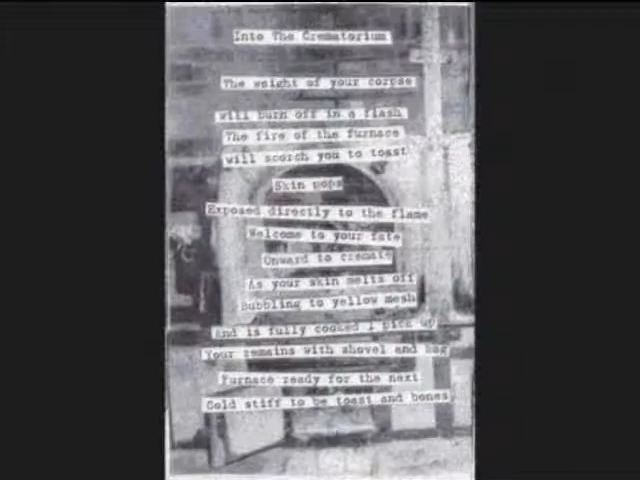 Into The Crematorium
The weight of your corpse
will burn off in a flash
The fire of the furnace
will scorch you to toast
Skin pops
Exposed directly to the flame
Welcome to your fate
Onward to cremate
As your skin melts off
Bubbling to yellow mesh
And is fully cooked I pick up
Your remains with shovel and bag
Furnace ready for the next
Cold stiff to be toast and bones